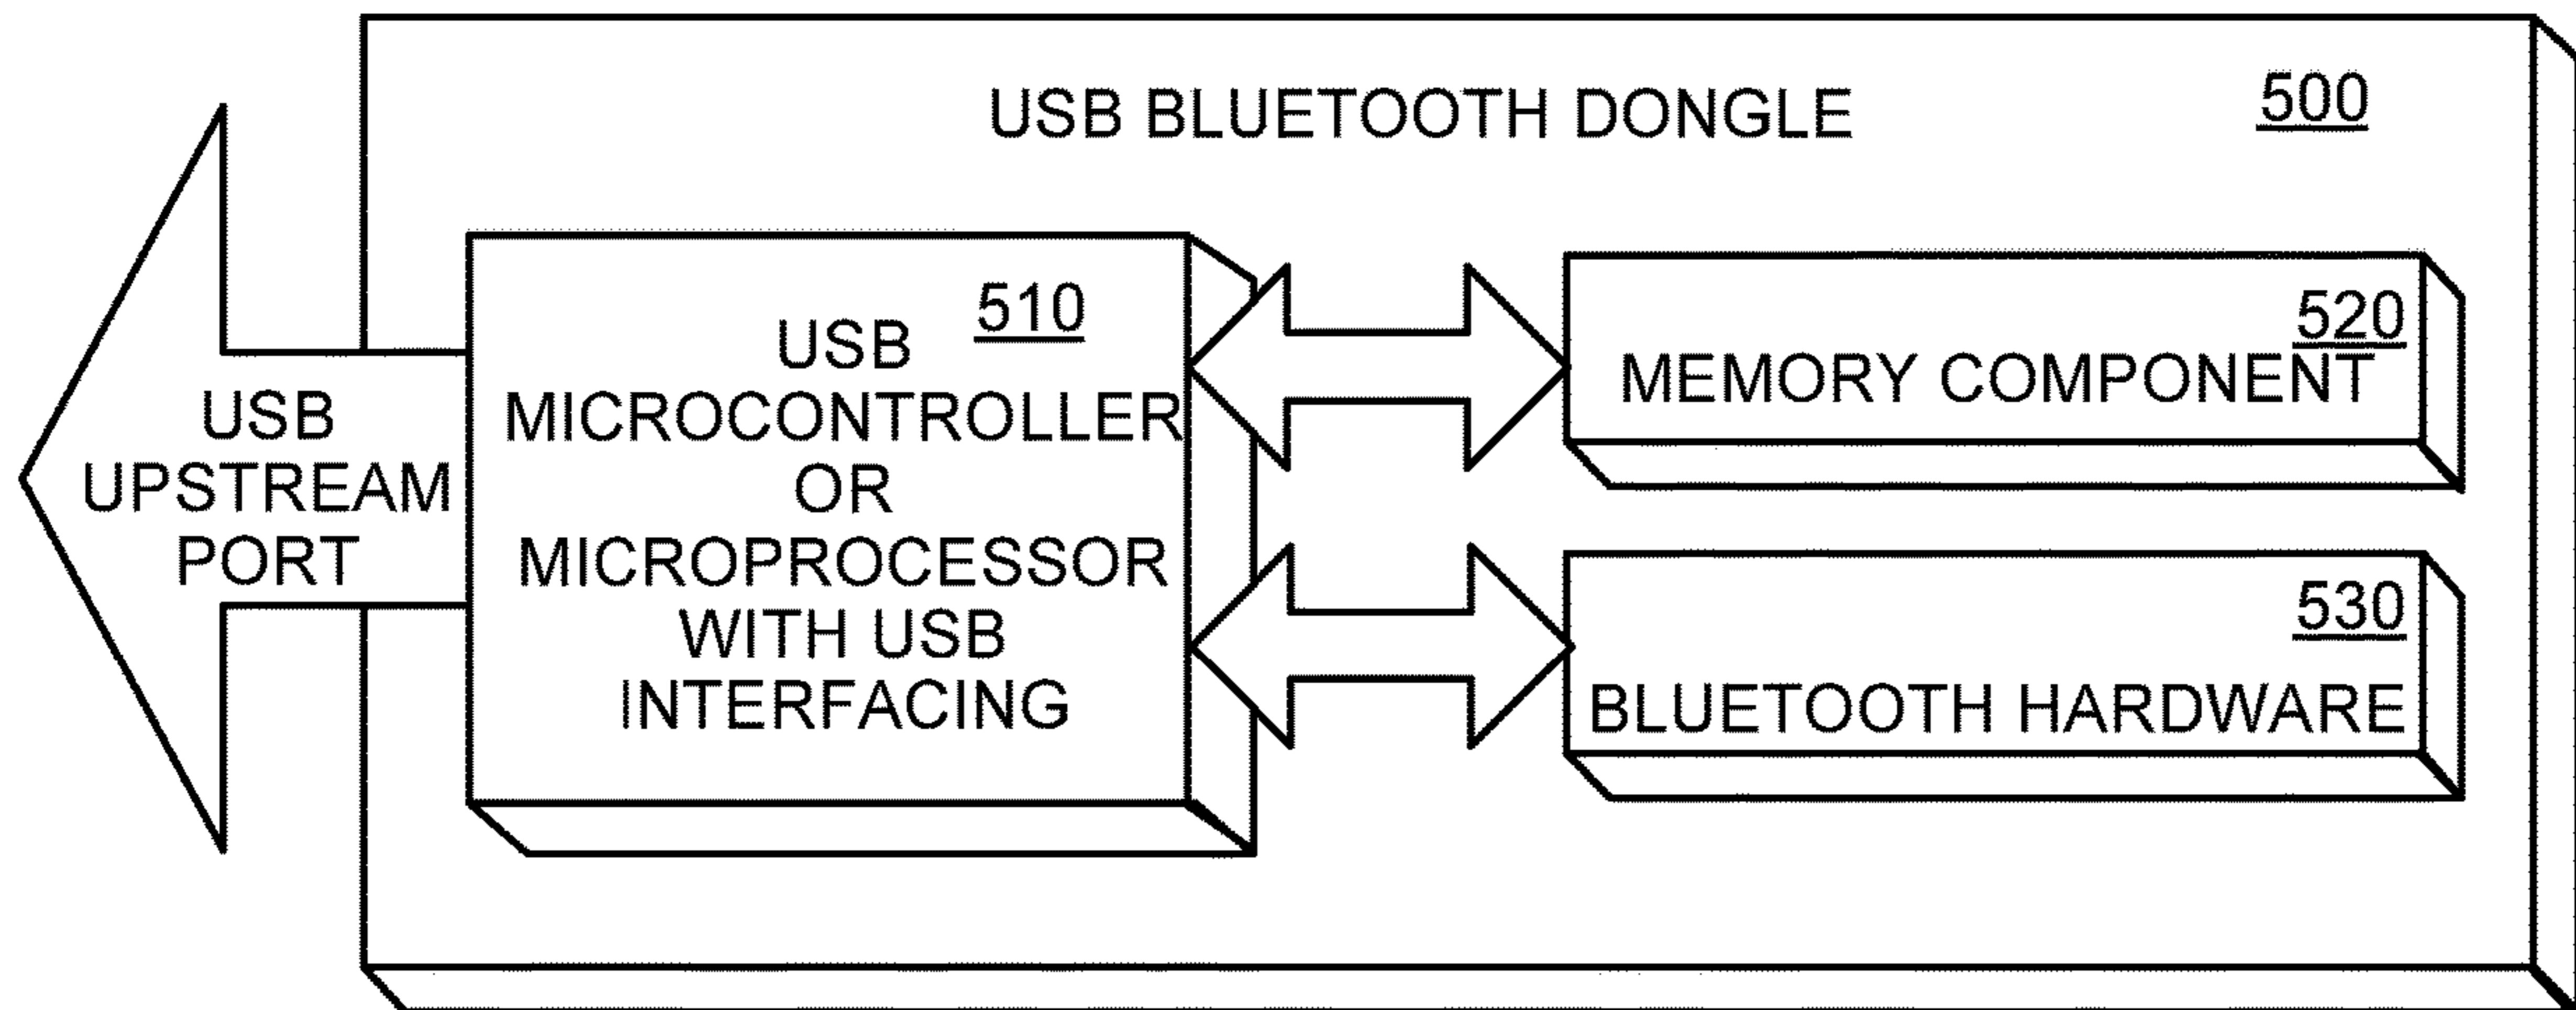 USB BLUETOOTH DONGLE
500
510
USB
MICROCONTROLLER
OR
MICROPROCESSOR
WITH USB
INTERFACING
USB
UPSTREAM
PORT
520
MEMORY COMPONENT
530
BLUETOOTH HARDWARE